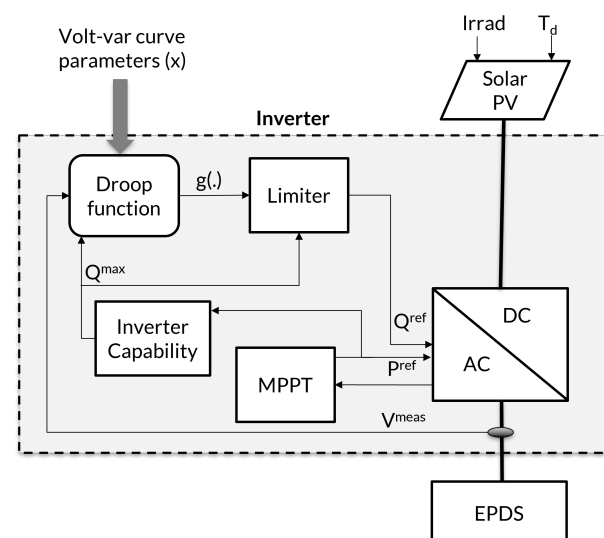 Irrad
T_d
Volt-var curve
parameters (x)
Solar
PV
Inverter
Droop
function
g(.)
Limiter
Q^max
DC
Q^ref
Inverter
Capability
AC
P^ref
MPPT
V^meas
EPDS